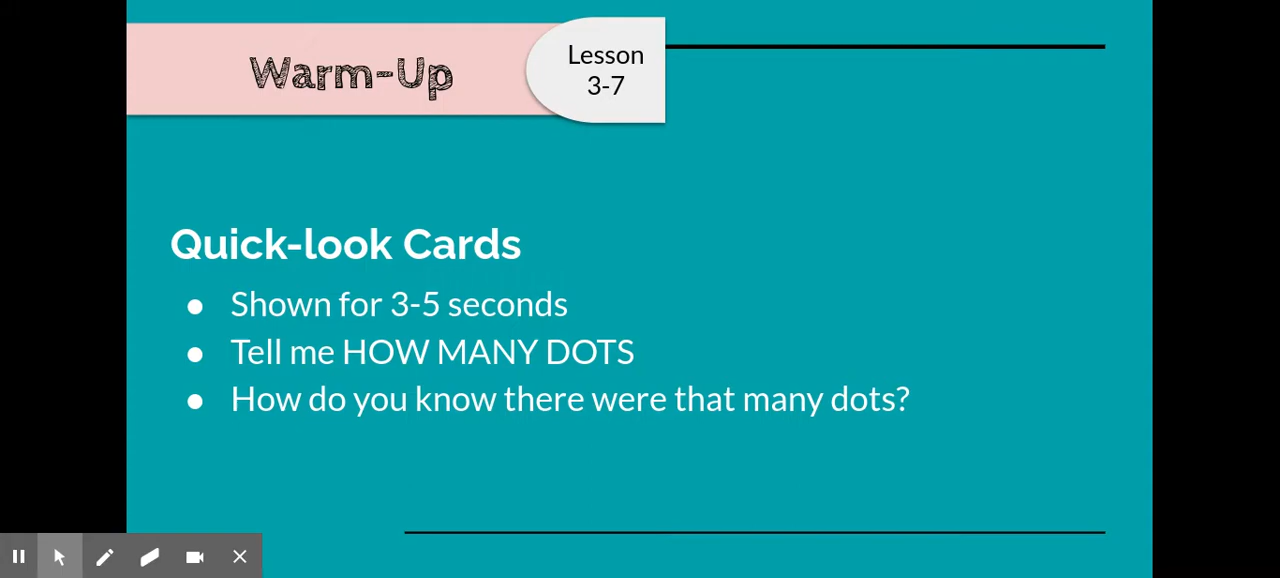 Warm-Up
Lesson
3-7
Quick-look Cards
● Shown for 3-5 seconds
● Tell me HOW MANY DOTS
● How do you know there were that many dots?